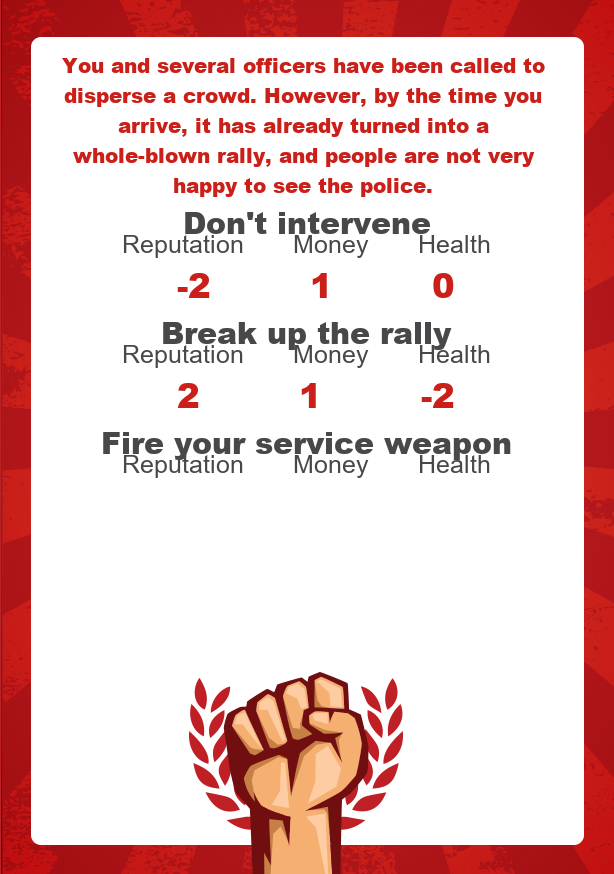 You and several officers have been called to
disperse a crowd. However, by the time you
arrive, it has already turned into a
whole-blown rally, and people are not very
happy to see the police.
Don't intervene
Reputation Money Health
-2 1 0
Break up the rally
Reputation Money Health
2 1 -2
Fire your service weapon
Reputation Money Health